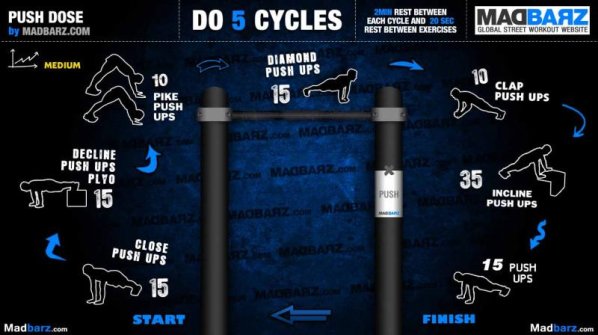 PUSH DOSE
by MADBARZ.COM
DO 5 CYCLES
2MIN REST BETWEEN
EACH CYCLE AND 20 SEC
REST BETWEEN EXERCISES
MADBARZ
GLOBAL STREET WORKOUT WEBSITE
MEDIUM
START
CLOSE
PUSH UPS
15
DECLINE
PUSH UPS
PLYO
15
10
PIKE
PUSH
UPS
DIAMOND
PUSH UPS
15
10
CLAP
PUSH UPS
35
INCLINE
PUSH UPS
15 PUSH
UPS
FINISH
PUSH
MADBARZ
MADBARZ.COM
Madbarz.com
Madbarz.com